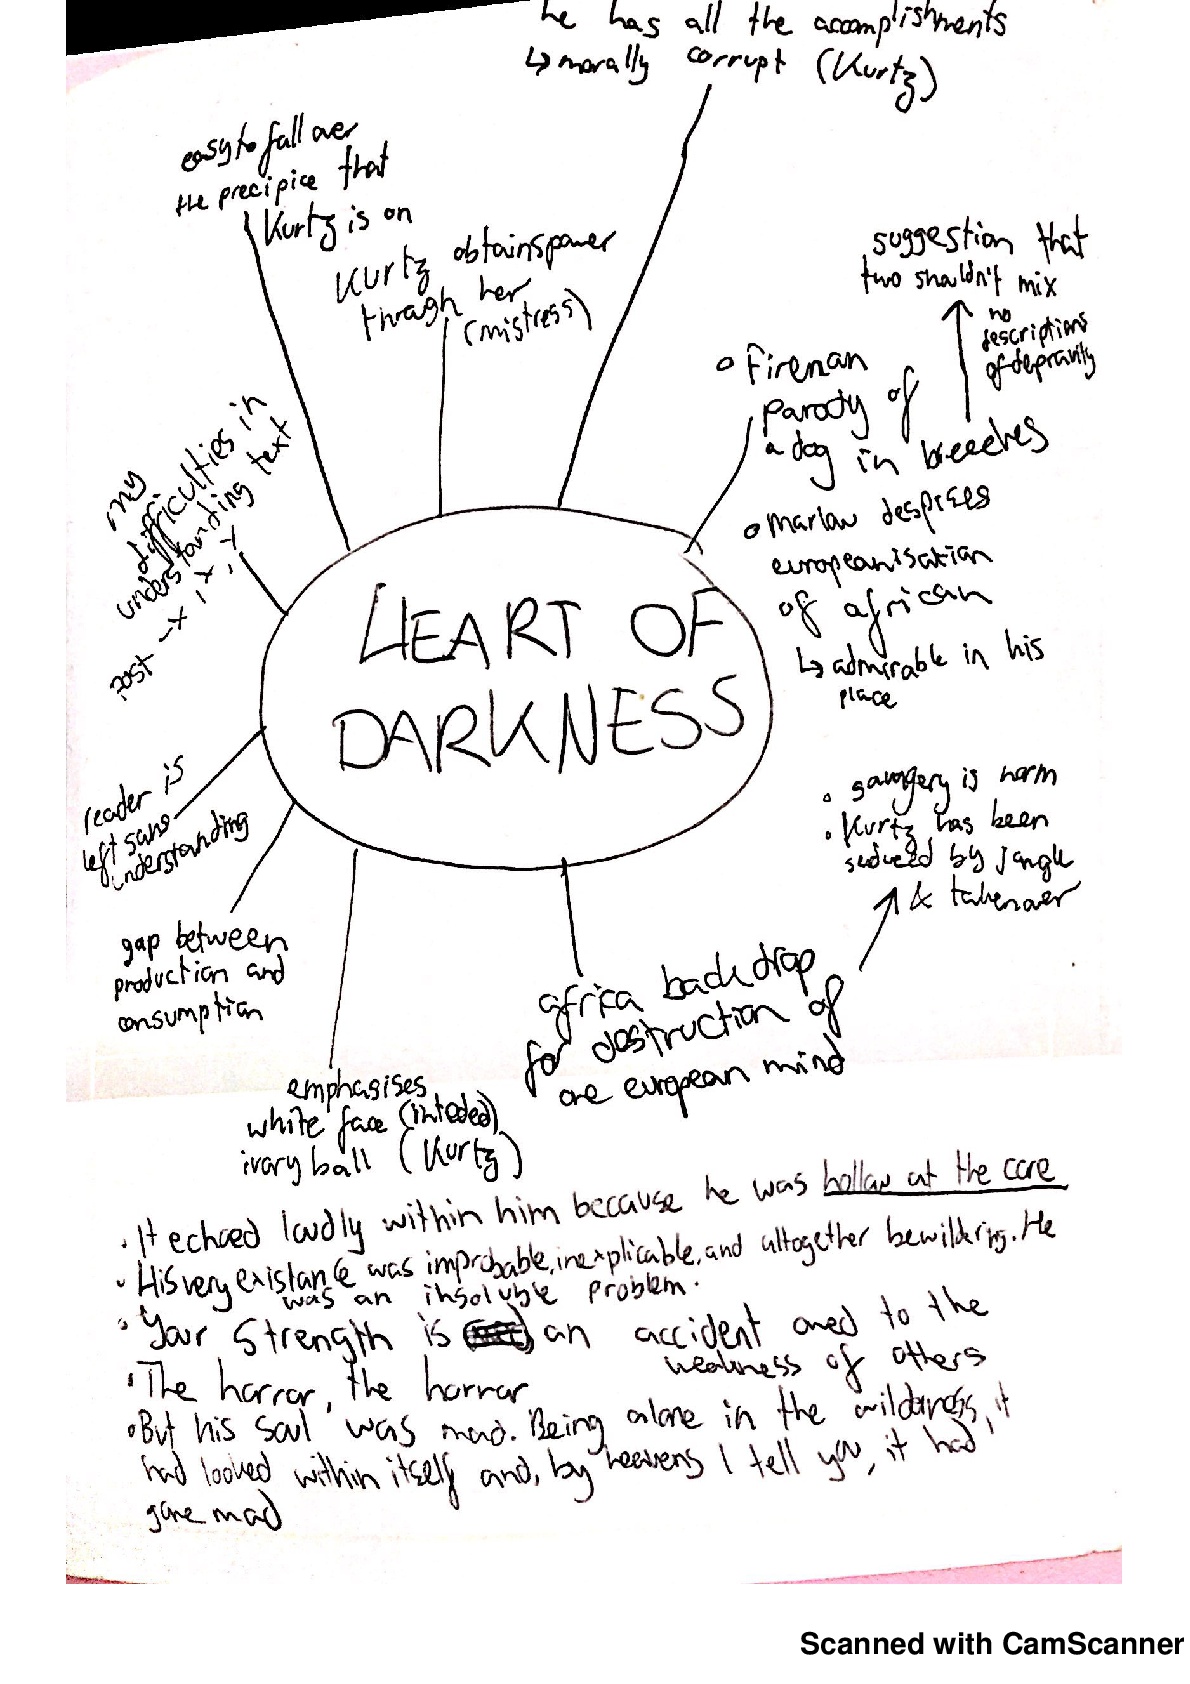 he has all the accomplishments
↳ morally corrupt (Kurtz)
easy to fall over
the precipice that
Kurtz is on
Kurtz obtains power
through her
(mistress)
suggestion that
two shouldn't mix
no
descriptions
of depravity
• Fireman
parody of
a dog in breeches
• Marlow despises
europeanisation
of african
↳ admirable in his
place
my
difficulties in
understanding text
post – x, x, y
HEART OF
DARKNESS
reader is
left sans
understanding
gap between
production and
consumption
emphasises
white face (inteded)
ivory ball (Kurtz)
africa backdrop
for destruction of
one european mind
• savagery is norm
• Kurtz has been
seduced by jungle
& taken over
• It echoed loudly within him because he was hollow at the core
• His very existance was improbable, inexplicable, and altogether bewildering. He
was an insoluble problem.
• Your strength is an accident owed to the
weakness of others
• The horror, the horror
• But his soul was mad. Being alone in the wilderness, it
had looked within itself and, by heavens I tell you, it had
gone mad
Scanned with CamScanner